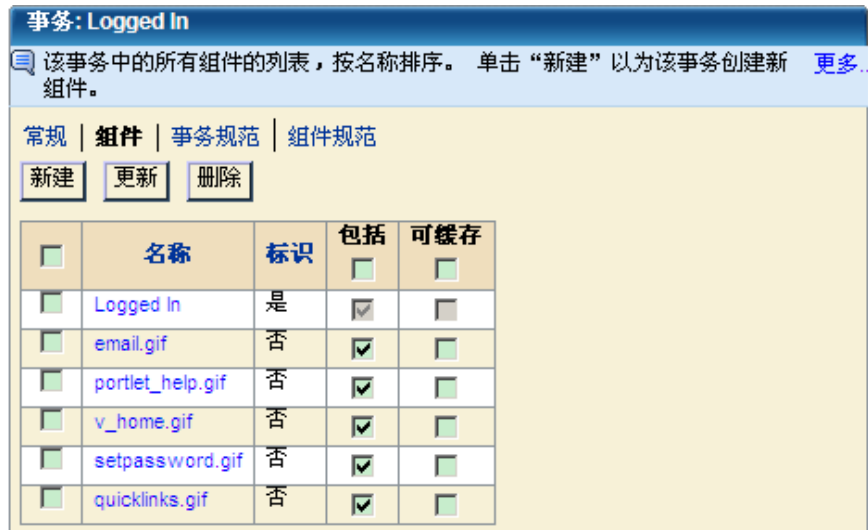 事务: Logged In
该事务中的所有组件的列表，按名称排序。 单击“新建”以为该事务创建新 更多..
组件。
常规 | 组件 | 事务规范 | 组件规范
新建 更新 删除
名称 标识 包括 可缓存
Logged In 是
email.gif 否
portlet_help.gif 否
v_home.gif 否
setpassword.gif 否
quicklinks.gif 否